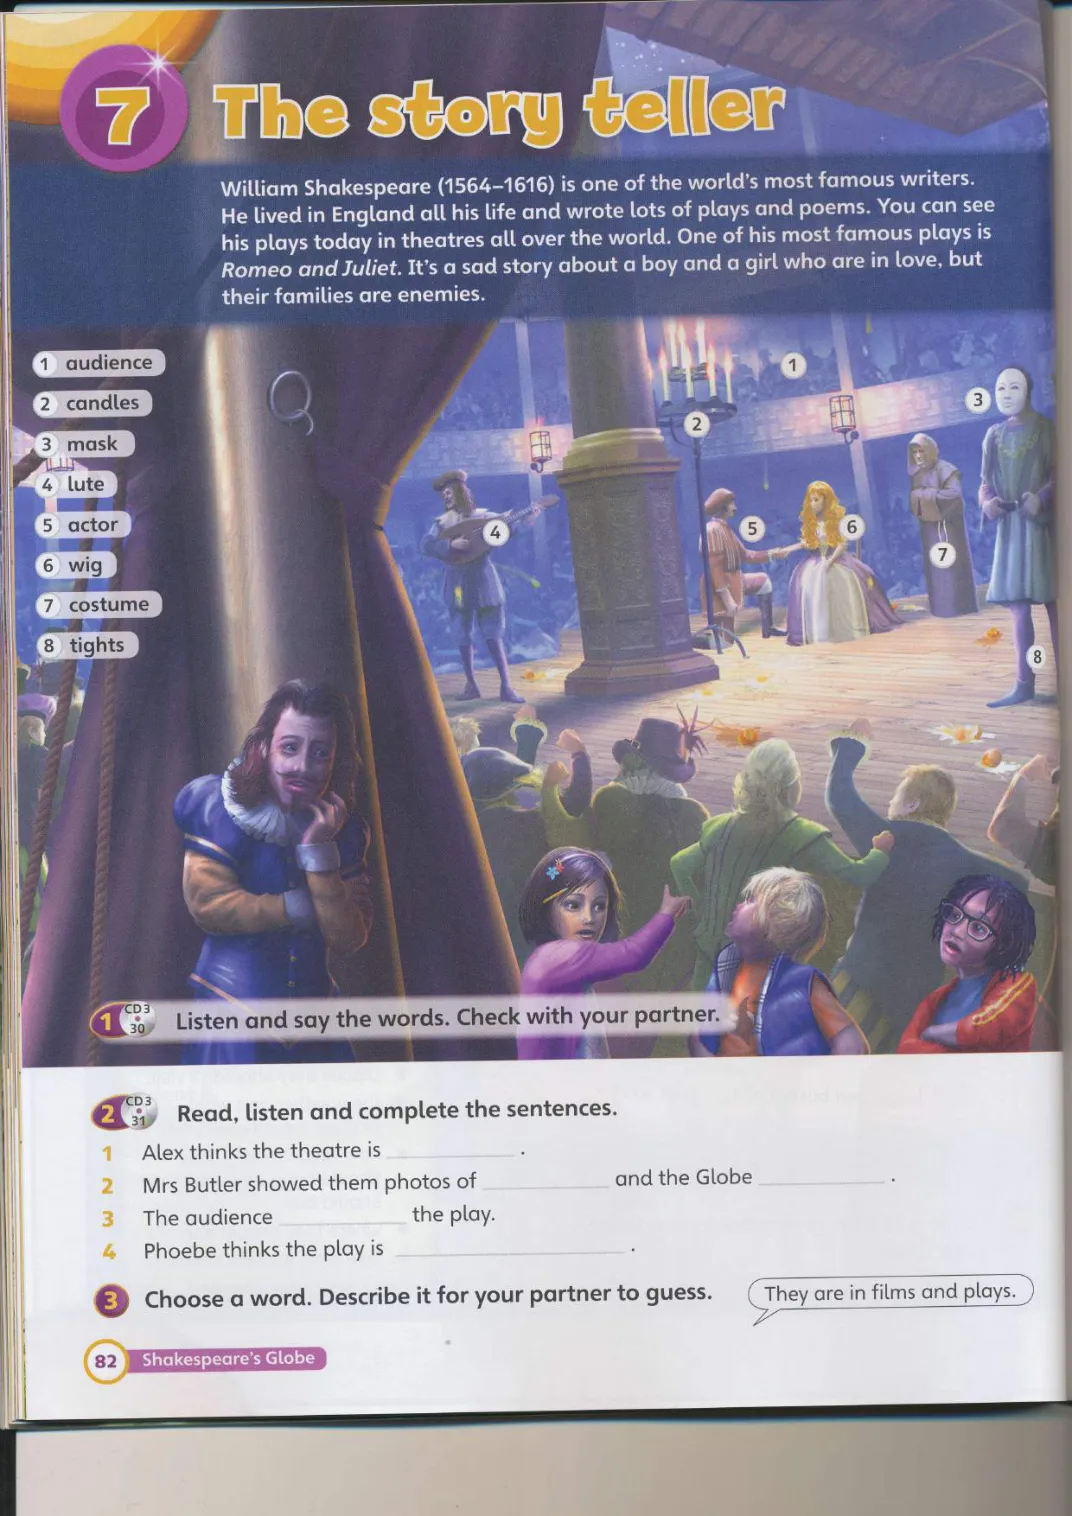 7
The story teller
William Shakespeare (1564–1616) is one of the world's most famous writers.
He lived in England all his life and wrote lots of plays and poems. You can see
his plays today in theatres all over the world. One of his most famous plays is
Romeo and Juliet. It's a sad story about a boy and a girl who are in love, but
their families are enemies.
1 audience
2 candles
3 mask
4 lute
5 actor
6 wig
7 costume
8 tights
1
2
3
4
5
6
7
8
1 CD3 30 Listen and say the words. Check with your partner.
2 CD3 31 Read, listen and complete the sentences.
1 Alex thinks the theatre is ____________ .
2 Mrs Butler showed them photos of ____________ and the Globe ____________ .
3 The audience ____________ the play.
4 Phoebe thinks the play is ______________________ .
3 Choose a word. Describe it for your partner to guess.
They are in films and plays.
82 Shakespeare's Globe